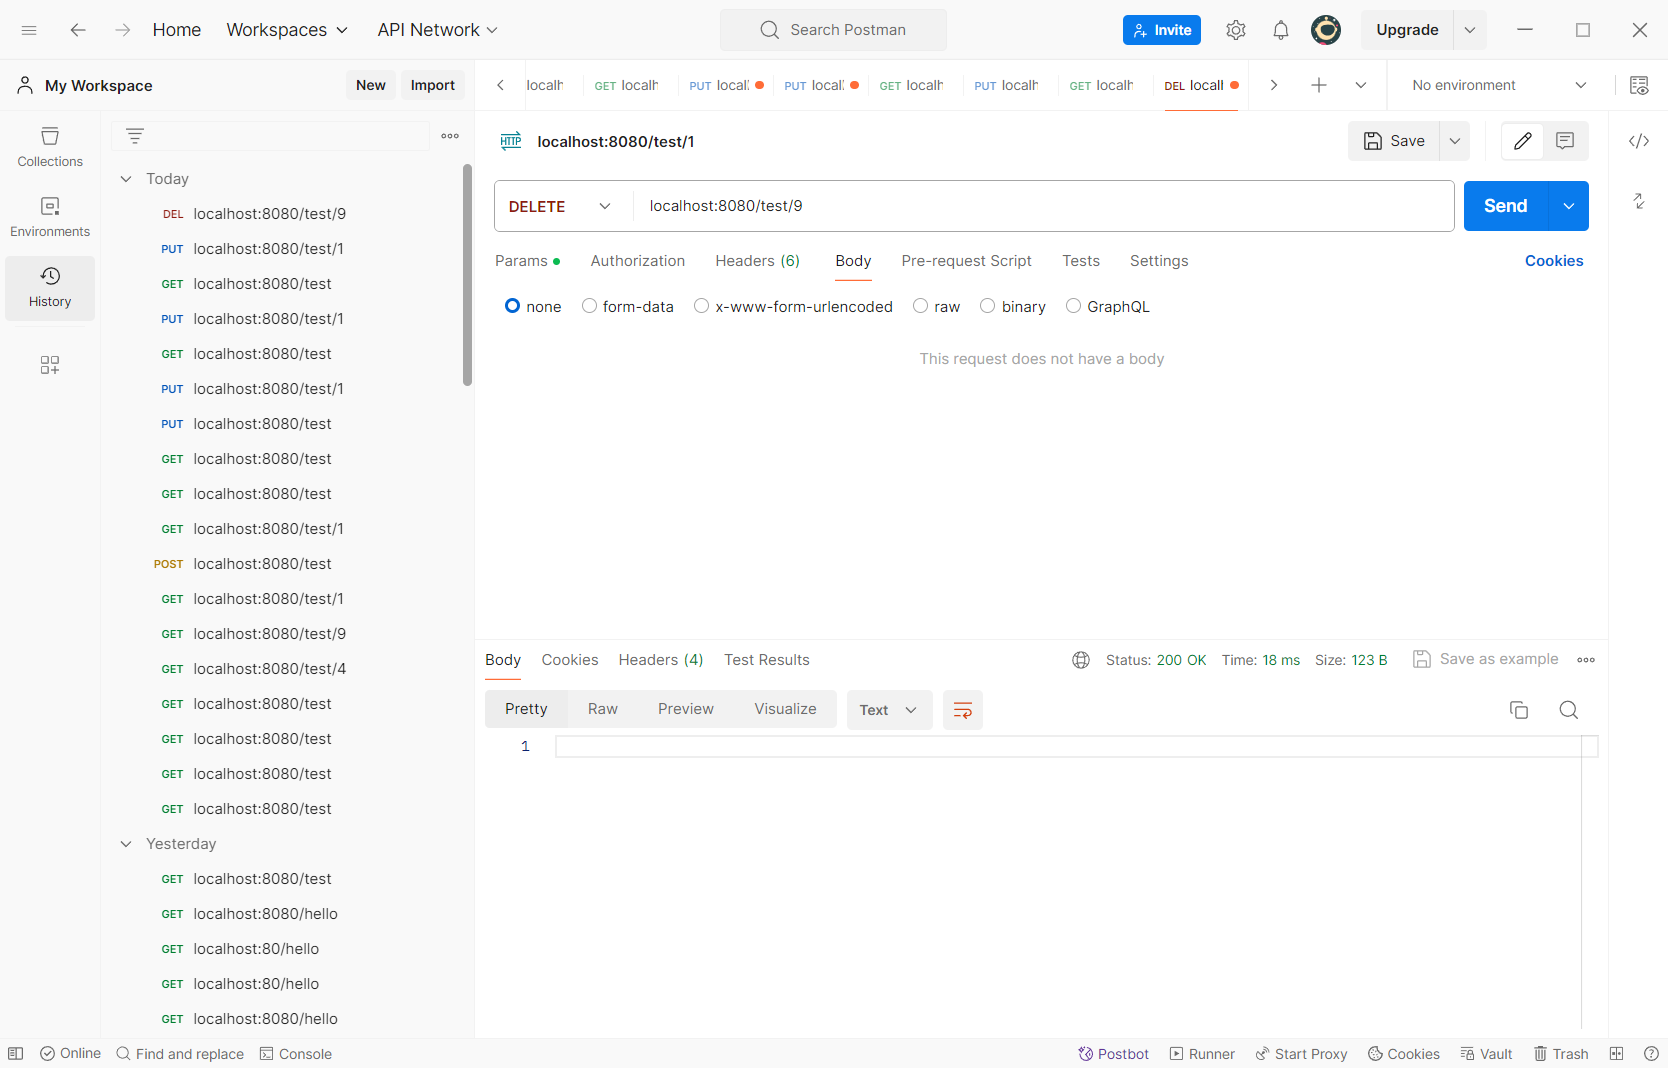 Home Workspaces API Network Search Postman Invite Upgrade
My Workspace New Import localh GET localh PUT local PUT local GET localh PUT localh GET localh DEL locall No environment
Collections
Environments
History
Today
DEL localhost:8080/test/9
PUT localhost:8080/test/1
GET localhost:8080/test
PUT localhost:8080/test/1
GET localhost:8080/test
PUT localhost:8080/test/1
PUT localhost:8080/test
GET localhost:8080/test
GET localhost:8080/test
GET localhost:8080/test/1
POST localhost:8080/test
GET localhost:8080/test/1
GET localhost:8080/test/9
GET localhost:8080/test/4
GET localhost:8080/test
GET localhost:8080/test
GET localhost:8080/test
GET localhost:8080/test
Yesterday
GET localhost:8080/test
GET localhost:8080/hello
GET localhost:80/hello
GET localhost:80/hello
GET localhost:8080/hello
HTTP localhost:8080/test/1 Save
DELETE localhost:8080/test/9 Send
Params Authorization Headers (6) Body Pre-request Script Tests Settings Cookies
none form-data x-www-form-urlencoded raw binary GraphQL
This request does not have a body
Body Cookies Headers (4) Test Results Status: 200 OK Time: 18 ms Size: 123 B Save as example
Pretty Raw Preview Visualize Text
1
Online Find and replace Console Postbot Runner Start Proxy Cookies Vault Trash